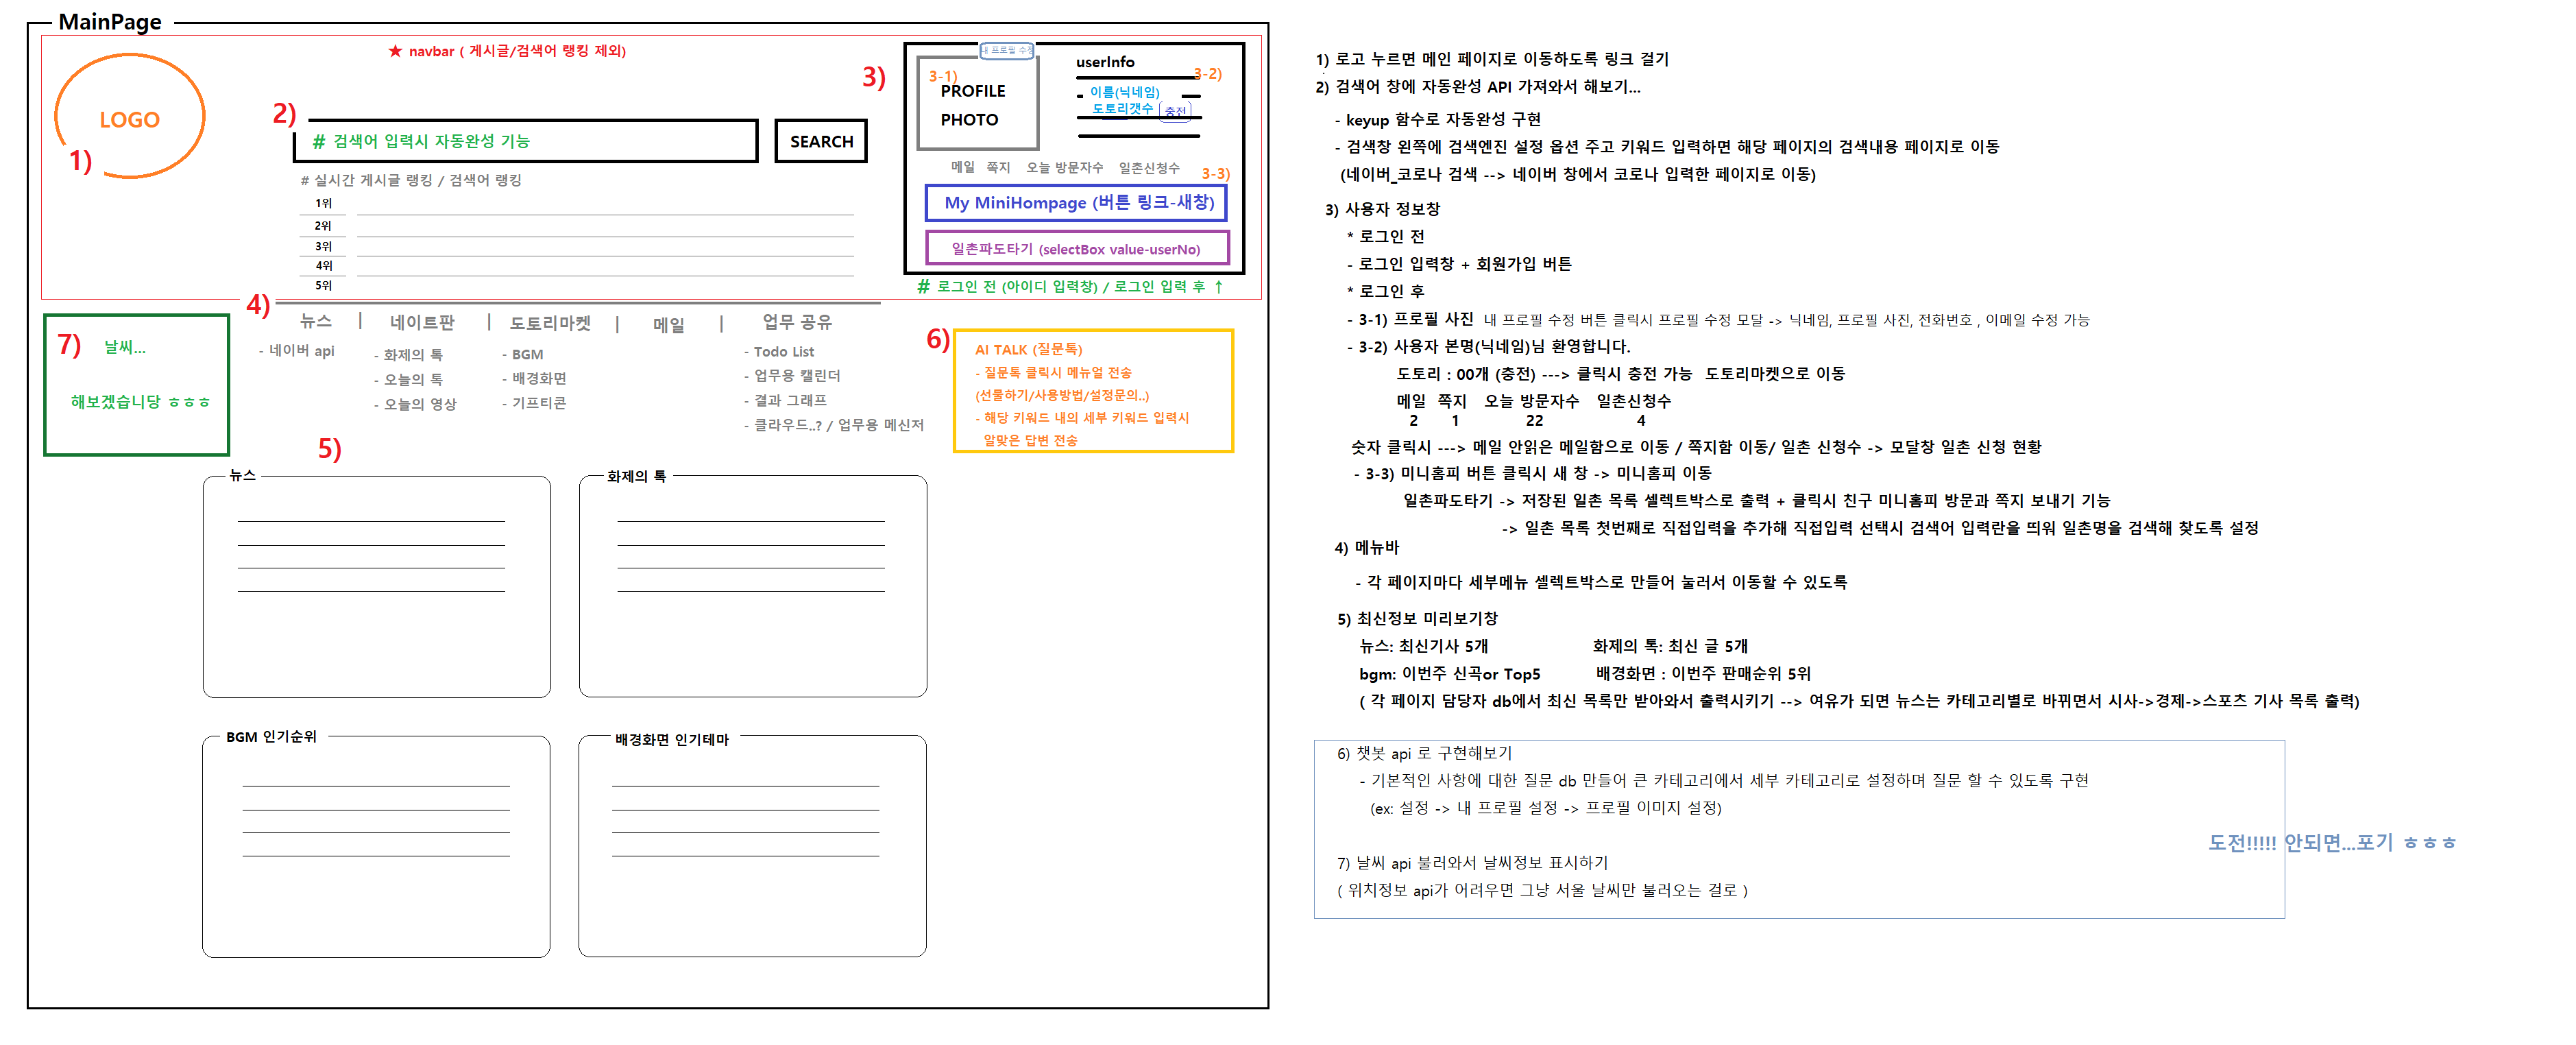 MainPage
★ navbar ( 게시글/검색어 랭킹 제외)
LOGO
1)
2)
# 검색어 입력시 자동완성 기능
SEARCH
# 실시간 게시글 랭킹 / 검색어 랭킹
1위
2위
3위
4위
5위
3)
내 프로필 수정
3-1)
PROFILE
PHOTO
userInfo
3-2)
이름(닉네임)
도토리갯수 충전
메일 쪽지 오늘 방문자수 일촌신청수
3-3)
My MiniHompage (버튼 링크-새창)
일촌파도타기 (selectBox value-userNo)
# 로그인 전 (아이디 입력창) / 로그인 입력 후 ↑
4)
뉴스 | 네이트판 | 도토리마켓 | 메일 | 업무 공유
- 네이버 api
- 화제의 톡
- 오늘의 톡
- 오늘의 영상
- BGM
- 배경화면
- 기프티콘
- Todo List
- 업무용 캘린더
- 결과 그래프
- 클라우드..? / 업무용 메신저
7) 날씨...
해보겠습니당 ㅎㅎㅎ
6)
AI TALK (질문톡)
- 질문톡 클릭시 메뉴얼 전송
(선물하기/사용방법/설정문의..)
- 해당 키워드 내의 세부 키워드 입력시
알맞은 답변 전송
5)
뉴스
화제의 톡
BGM 인기순위
배경화면 인기테마
1) 로고 누르면 메인 페이지로 이동하도록 링크 걸기
2) 검색어 창에 자동완성 API 가져와서 해보기...
- keyup 함수로 자동완성 구현
- 검색창 왼쪽에 검색엔진 설정 옵션 주고 키워드 입력하면 해당 페이지의 검색내용 페이지로 이동
(네이버_코로나 검색 --> 네이버 창에서 코로나 입력한 페이지로 이동)
3) 사용자 정보창
* 로그인 전
- 로그인 입력창 + 회원가입 버튼
* 로그인 후
- 3-1) 프로필 사진 내 프로필 수정 버튼 클릭시 프로필 수정 모달 -> 닉네임, 프로필 사진, 전화번호 , 이메일 수정 가능
- 3-2) 사용자 본명(닉네임)님 환영합니다.
도토리 : 00개 (충전) ---> 클릭시 충전 가능 도토리마켓으로 이동
메일 쪽지 오늘 방문자수 일촌신청수
2 1 22 4
숫자 클릭시 ---> 메일 안읽은 메일함으로 이동 / 쪽지함 이동/ 일촌 신청수 -> 모달창 일촌 신청 현황
- 3-3) 미니홈피 버튼 클릭시 새 창 -> 미니홈피 이동
일촌파도타기 -> 저장된 일촌 목록 셀렉트박스로 출력 + 클릭시 친구 미니홈피 방문과 쪽지 보내기 기능
-> 일촌 목록 첫번째로 직접입력을 추가해 직접입력 선택시 검색어 입력란을 띄워 일촌명을 검색해 찾도록 설정
4) 메뉴바
- 각 페이지마다 세부메뉴 셀렉트박스로 만들어 눌러서 이동할 수 있도록
5) 최신정보 미리보기창
뉴스: 최신기사 5개 화제의 톡: 최신 글 5개
bgm: 이번주 신곡or Top5 배경화면 : 이번주 판매순위 5위
( 각 페이지 담당자 db에서 최신 목록만 받아와서 출력시키기 --> 여유가 되면 뉴스는 카테고리별로 바뀌면서 시사->경제->스포츠 기사 목록 출력)
6) 챗봇 api 로 구현해보기
- 기본적인 사항에 대한 질문 db 만들어 큰 카테고리에서 세부 카테고리로 설정하며 질문 할 수 있도록 구현
(ex: 설정 -> 내 프로필 설정 -> 프로필 이미지 설정)
도전!!!!! 안되면...포기 ㅎㅎㅎ
7) 날씨 api 불러와서 날씨정보 표시하기
( 위치정보 api가 어려우면 그냥 서울 날씨만 불러오는 걸로 )